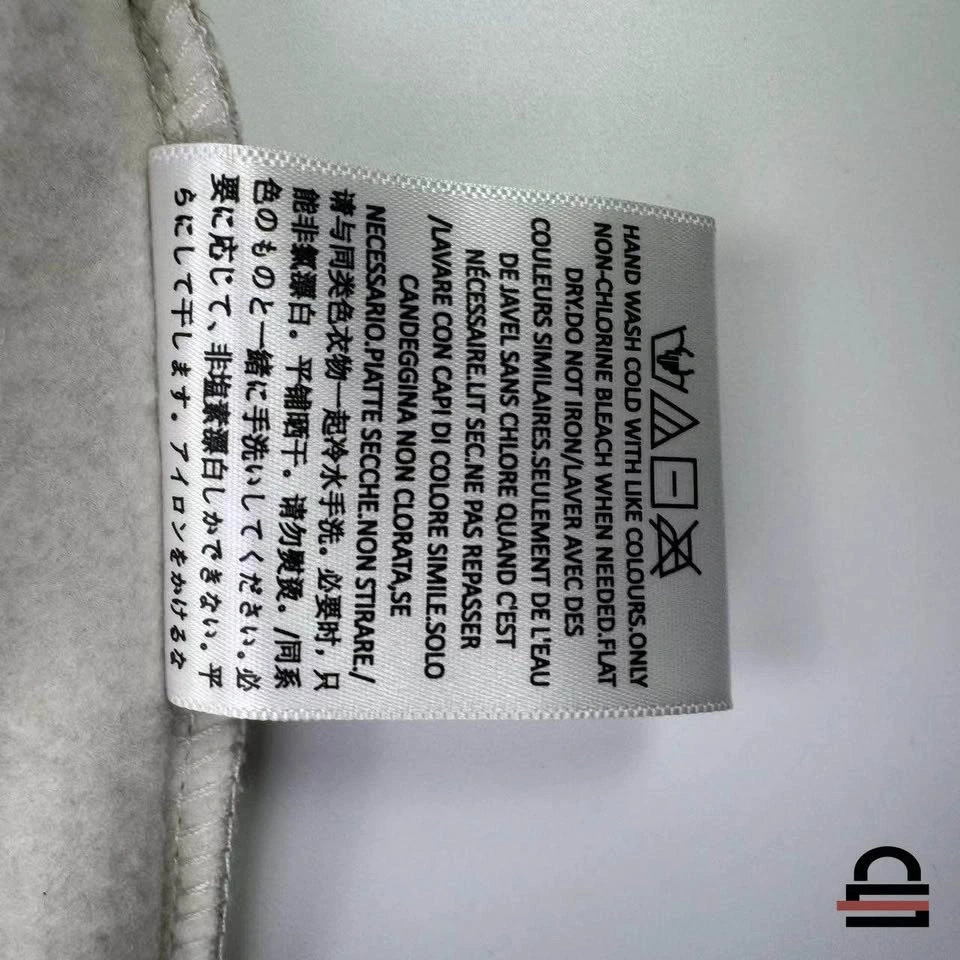 HAND WASH COLD WITH LIKE COLOURS.ONLY
NON-CHLORINE BLEACH WHEN NEEDED.FLAT
DRY.DO NOT IRON/LAVER AVEC DES
COULEURS SIMILAIRES.SEULEMENT DE L'EAU
DE JAVEL SANS CHLORE QUAND C'EST
NÉCESSAIRE.LIT SEC.NE PAS REPASSER
/LAVARE CON CAPI DI COLORE SIMILE.SOLO
CANDEGGINA NON CLORATA,SE
NECESSARIO.PIATTE SECCHE.NON STIRARE./
请与同类色衣物一起冷水手洗。必要时，只
能非氯漂白。平铺晒干。请勿熨烫。/同系
色のものと一緒に手洗いしてください。必
要に応じて、非塩素漂白しかできない。平
らにして干します。アイロンをかけるな